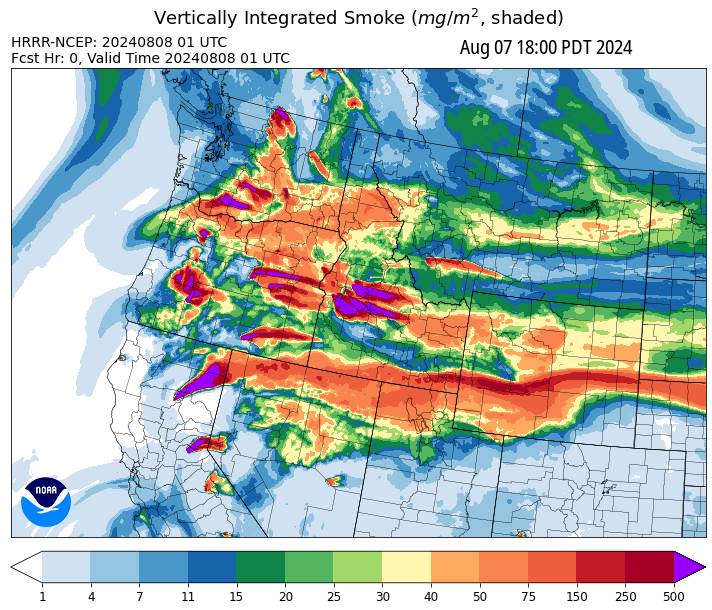 Vertically Integrated Smoke (mg/m², shaded)
HRRR-NCEP: 20240808 01 UTC
Aug 07 18:00 PDT 2024
Fcst Hr: 0, Valid Time 20240808 01 UTC
NOAA
1 4 7 11 15 20 25 30 40 50 75 150 250 500